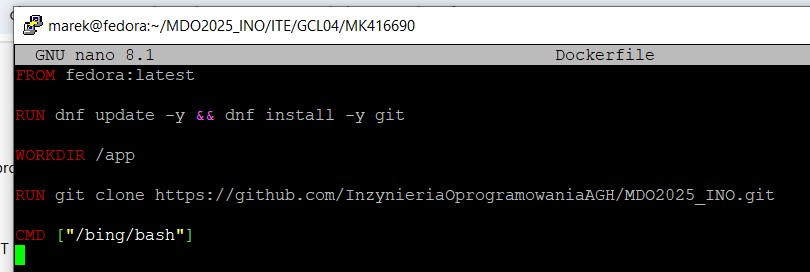 marek@fedora:~/MDO2025_INO/ITE/GCL04/MK416690
GNU nano 8.1 Dockerfile
FROM fedora:latest
RUN dnf update -y && dnf install -y git
WORKDIR /app
RUN git clone https://github.com/InzynieriaOprogramowaniaAGH/MDO2025_INO.git
CMD ["/bing/bash"]